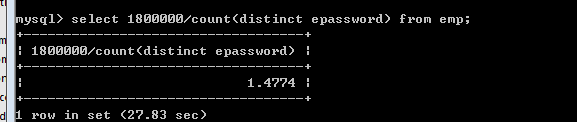 mysql> select 1800000/count(distinct epassword) from emp;
+-----------------------------------+
| 1800000/count(distinct epassword) |
+-----------------------------------+
|                            1.4774 |
+-----------------------------------+
1 row in set (27.83 sec)